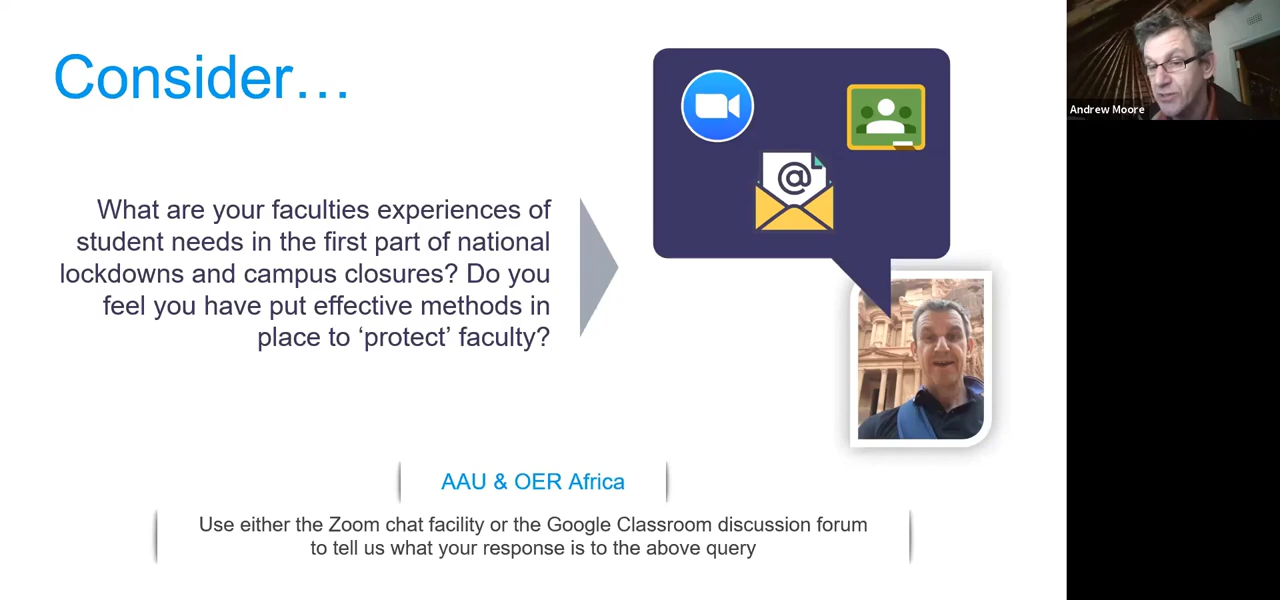 Consider…
What are your faculties experiences of
student needs in the first part of national
lockdowns and campus closures? Do you
feel you have put effective methods in
place to ‘protect’ faculty?
@
AAU & OER Africa
Use either the Zoom chat facility or the Google Classroom discussion forum
to tell us what your response is to the above query
Andrew Moore